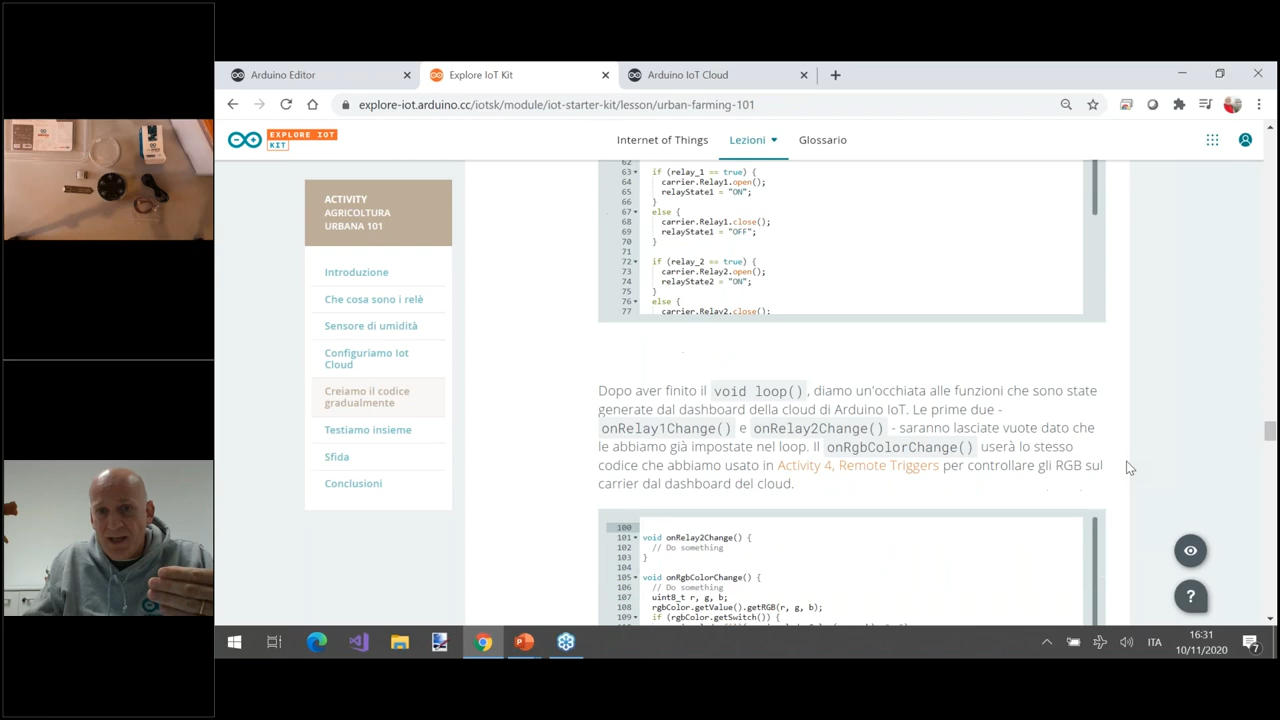 Arduino Editor
Explore IoT Kit
Arduino IoT Cloud
explore-iot.arduino.cc/iotsk/module/iot-starter-kit/lesson/urban-farming-101
EXPLORE IOT
KIT
Internet of Things
Lezioni
Glossario
ACTIVITY
AGRICOLTURA
URBANA 101
Introduzione
Che cosa sono i relè
Sensore di umidità
Configuriamo Iot
Cloud
Creiamo il codice
gradualmente
Testiamo insieme
Sfida
Conclusioni
62
63 if (relay_1 == true) {
64 carrier.Relay1.open();
65 relayState1 = "ON";
66 }
67 else {
68 carrier.Relay1.close();
69 relayState1 = "OFF";
70 }
71
72 if (relay_2 == true) {
73 carrier.Relay2.open();
74 relayState2 = "ON";
75 }
76 else {
77 carrier.Relay2.close();
Dopo aver finito il void loop(), diamo un'occhiata alle funzioni che sono state
generate dal dashboard della cloud di Arduino IoT. Le prime due -
onRelay1Change() e onRelay2Change() - saranno lasciate vuote dato che
le abbiamo già impostate nel loop. Il onRgbColorChange() userà lo stesso
codice che abbiamo usato in Activity 4, Remote Triggers per controllare gli RGB sul
carrier dal dashboard del cloud.
100
101 void onRelay2Change() {
102 // Do something
103 }
104
105 void onRgbColorChange() {
106 // Do something
107 uint8_t r, g, b;
108 rgbColor.getValue().getRGB(r, g, b);
109 if (rgbColor.getSwitch()) {
?
ITA
16:31
10/11/2020
7